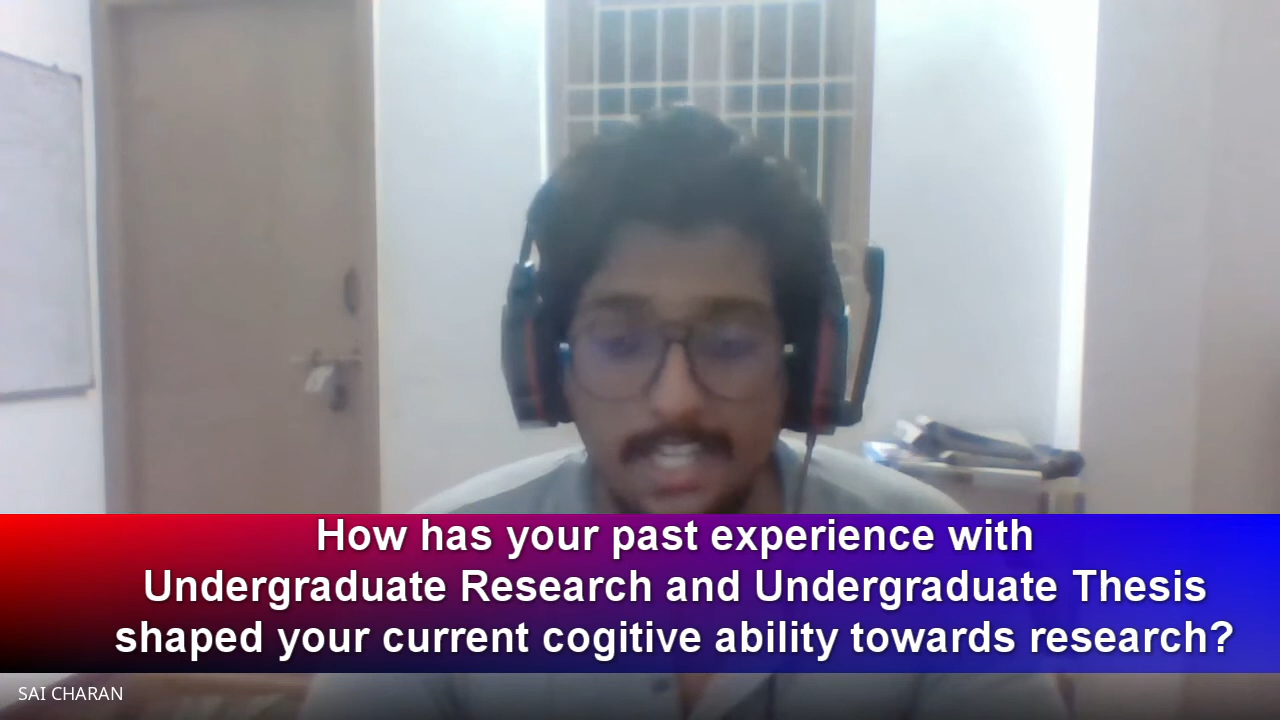 How has your past experience with
Undergraduate Research and Undergraduate Thesis
shaped your current cogitive ability towards research?
SAI CHARAN